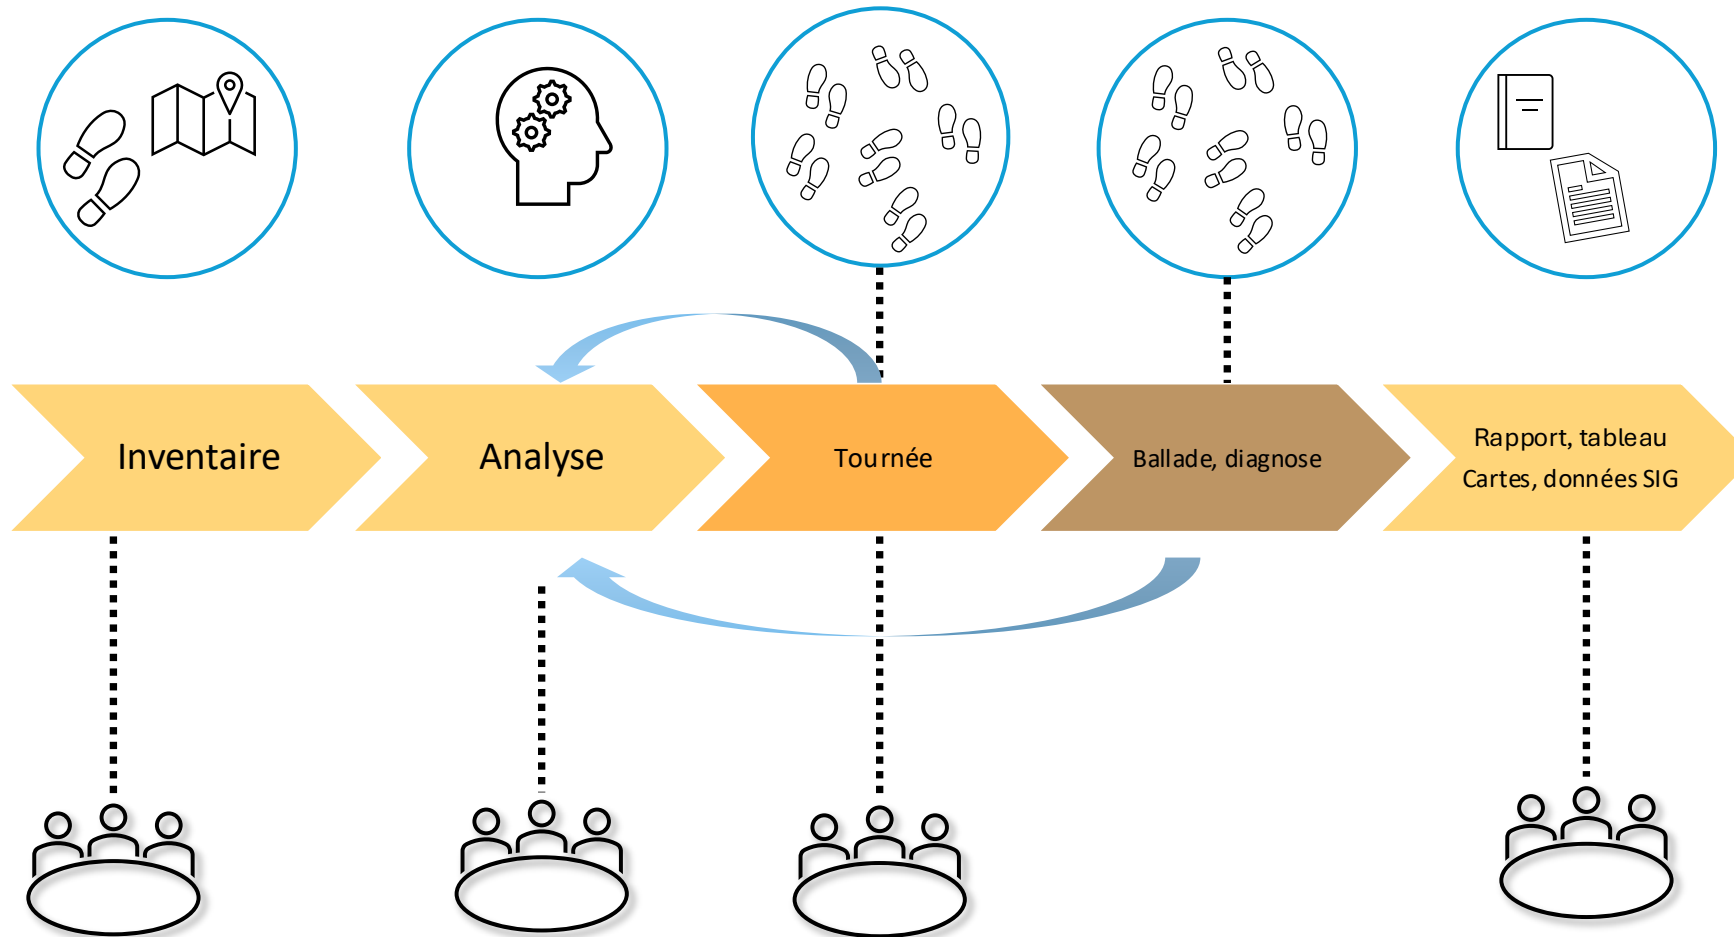 Inventaire
Analyse
Tournée
Ballade, diagnose
Rapport, tableau
Cartes, données SIG